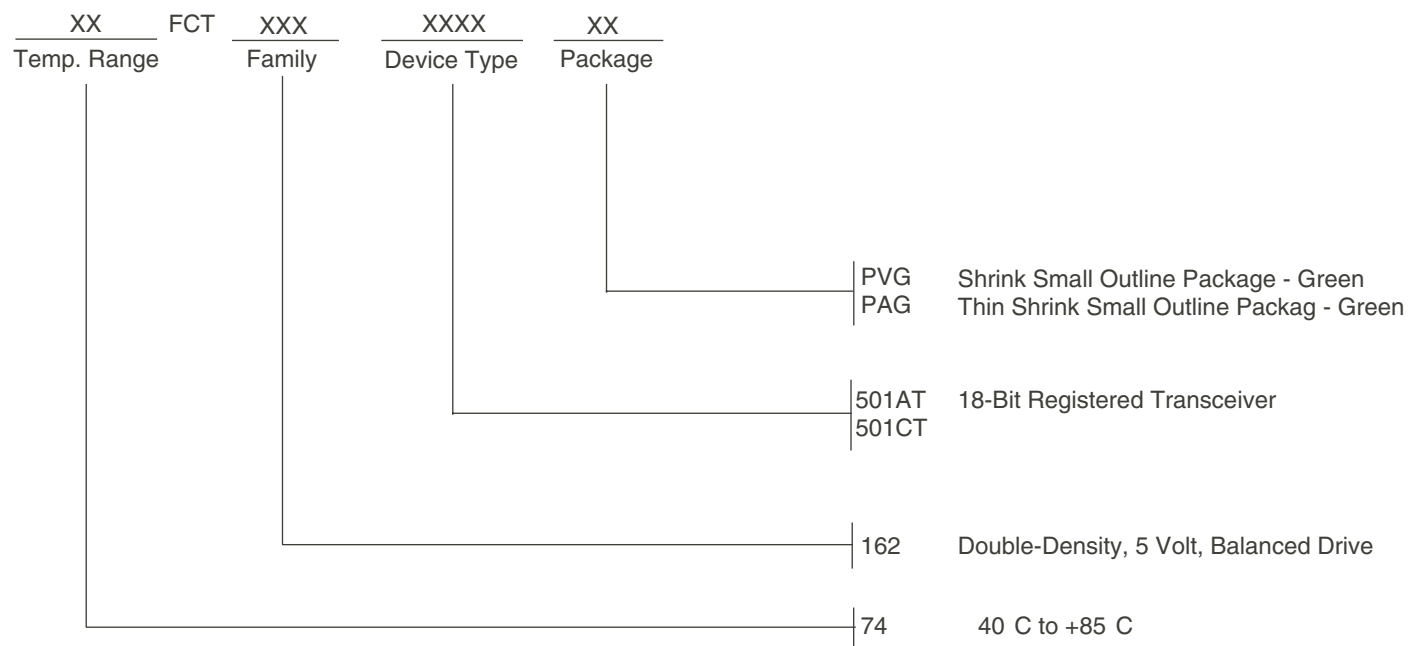 XX FCT XXX XXXX XX
Temp. Range Family Device Type Package
PVG Shrink Small Outline Package - Green
PAG Thin Shrink Small Outline Packag - Green
501AT 18-Bit Registered Transceiver
501CT
162 Double-Density, 5 Volt, Balanced Drive
74 40 C to +85 C